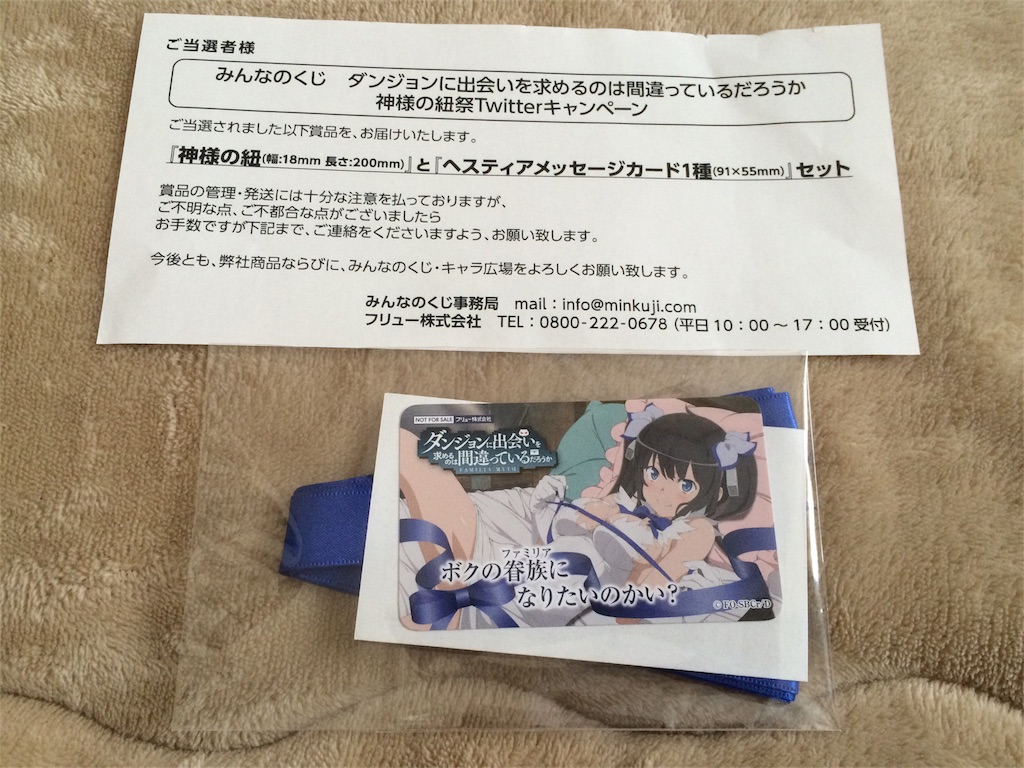 ご当選者様
みんなのくじ　ダンジョンに出会いを求めるのは間違っているだろうか
神様の紐祭Twitterキャンペーン
ご当選されました以下賞品を、お届けいたします。
『神様の紐(幅:18mm 長さ:200mm)』と『ヘスティアメッセージカード1種(91×55mm)』セット
賞品の管理・発送には十分な注意を払っておりますが、
ご不明な点、ご不都合な点がございましたら
お手数ですが下記まで、ご連絡をくださいますよう、お願い致します。
今後とも、弊社商品ならびに、みんなのくじ・キャラ広場をよろしくお願い致します。
みんなのくじ事務局　mail：info@minkuji.com
フリュー株式会社　TEL：0800-222-0678（平日10：00～17：00受付）
NOT FOR SALE フリュー株式会社
ダンジョンに出会いを
求めるのは間違っているだろうか
FAMILIA MYTH
ファミリア
ボクの眷族に
なりたいのかい？
©FO-SBCr/D